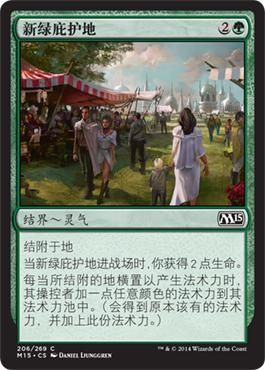 新绿庇护地 2
结界～灵气 M15
结附于地
当新绿庇护地进战场时，你获得2点生命。
每当所结附的地横置以产生法术力时，
其操控者加一点任意颜色的法术力到其
法术力池中。（会得到原本该有的法术
力，并加上此份法术力。）
206/269 C
M15 • CS DANIEL LJUNGGREN
™ & © 2014 Wizards of the Coast